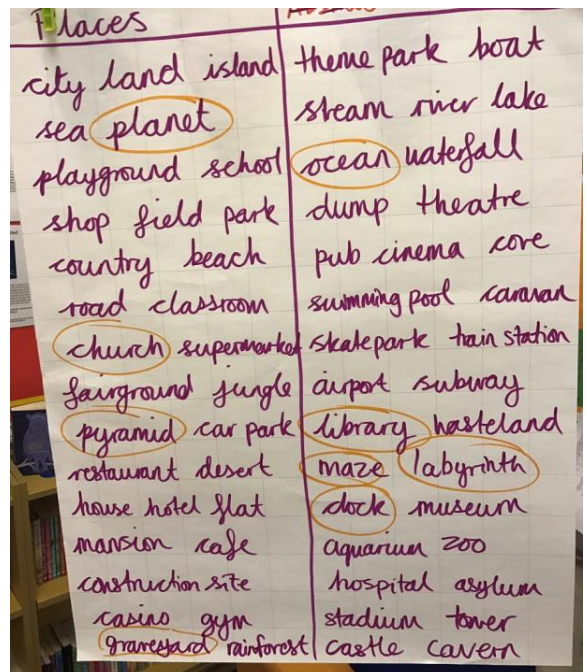 Places
city land island
sea planet
playground school
shop field park
country beach
road classroom
church supermarket
fairground jungle
pyramid car park
restaurant desert
house hotel flat
mansion cafe
construction site
casino gym
graveyard rainforest
theme park boat
stream river lake
ocean waterfall
dump theatre
pub cinema cove
swimming pool caravan
skatepark train station
airport subway
library wasteland
maze labyrinth
dock museum
aquarium zoo
hospital asylum
stadium tower
castle cavern